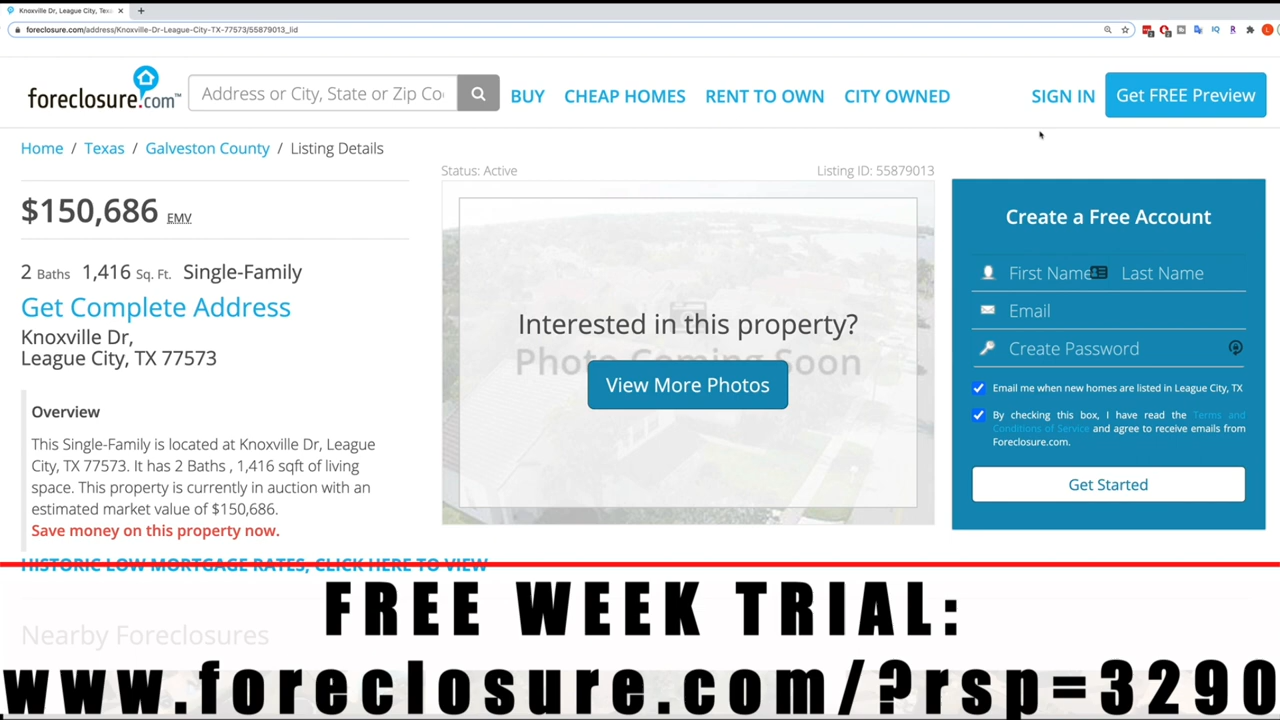 Knoxville Dr, League City, Texa
foreclosure.com/address/Knoxville-Dr-League-City-TX-77573/55879013_lid
foreclosure.com™
Address or City, State or Zip Co
BUY
CHEAP HOMES
RENT TO OWN
CITY OWNED
SIGN IN
Get FREE Preview
Home / Texas / Galveston County / Listing Details
Status: Active
Listing ID: 55879013
$150,686 EMV
2 Baths 1,416 Sq. Ft. Single-Family
Get Complete Address
Knoxville Dr,
League City, TX 77573
Overview
This Single-Family is located at Knoxville Dr, League
City, TX 77573. It has 2 Baths , 1,416 sqft of living
space. This property is currently in auction with an
estimated market value of $150,686.
Save money on this property now.
Interested in this property?
Photo Coming Soon
View More Photos
Create a Free Account
First Name
Last Name
Email
Create Password
Email me when new homes are listed in League City, TX
By checking this box, I have read the Terms and
Conditions of Service and agree to receive emails from
Foreclosure.com.
Get Started
HISTORIC LOW MORTGAGE RATES, CLICK HERE TO VIEW
Nearby Foreclosures
FREE WEEK TRIAL:
www.foreclosure.com/?rsp=3290